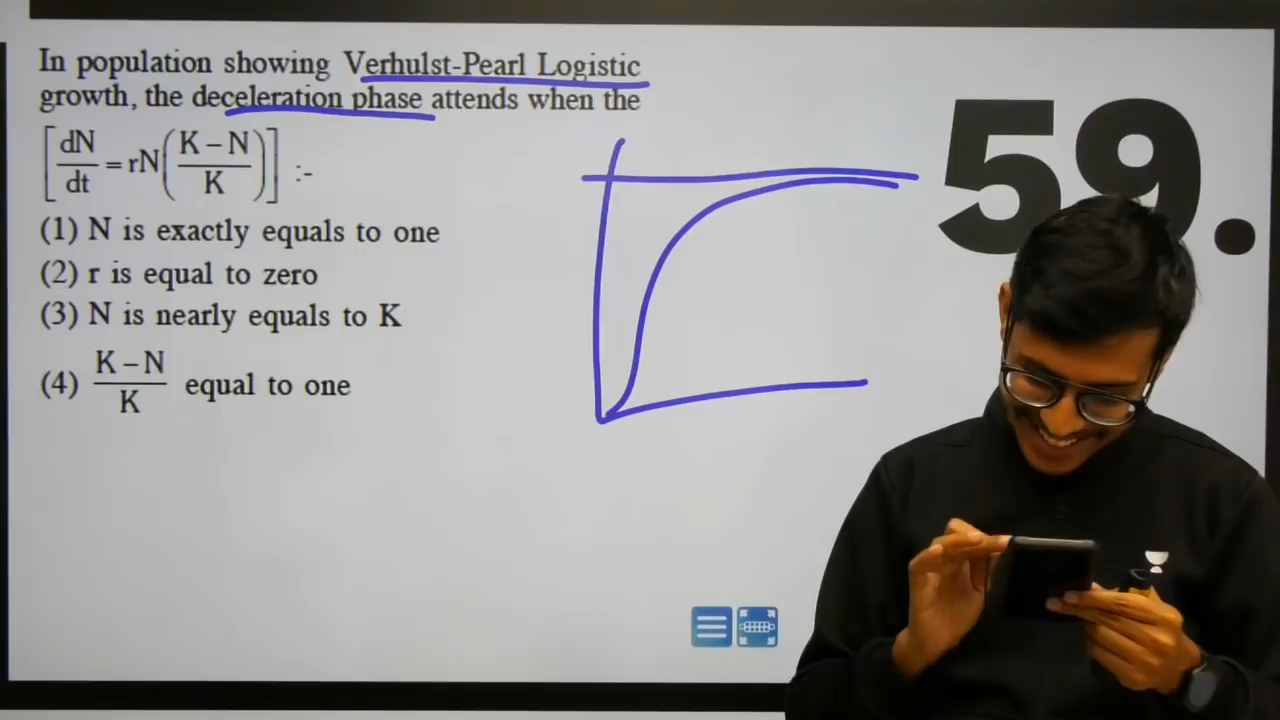 In population showing Verhulst-Pearl Logistic
growth, the deceleration phase attends when the
[dN/dt = rN((K – N)/K)] :-
(1) N is exactly equals to one
(2) r is equal to zero
(3) N is nearly equals to K
(4) (K – N)/K equal to one
59.